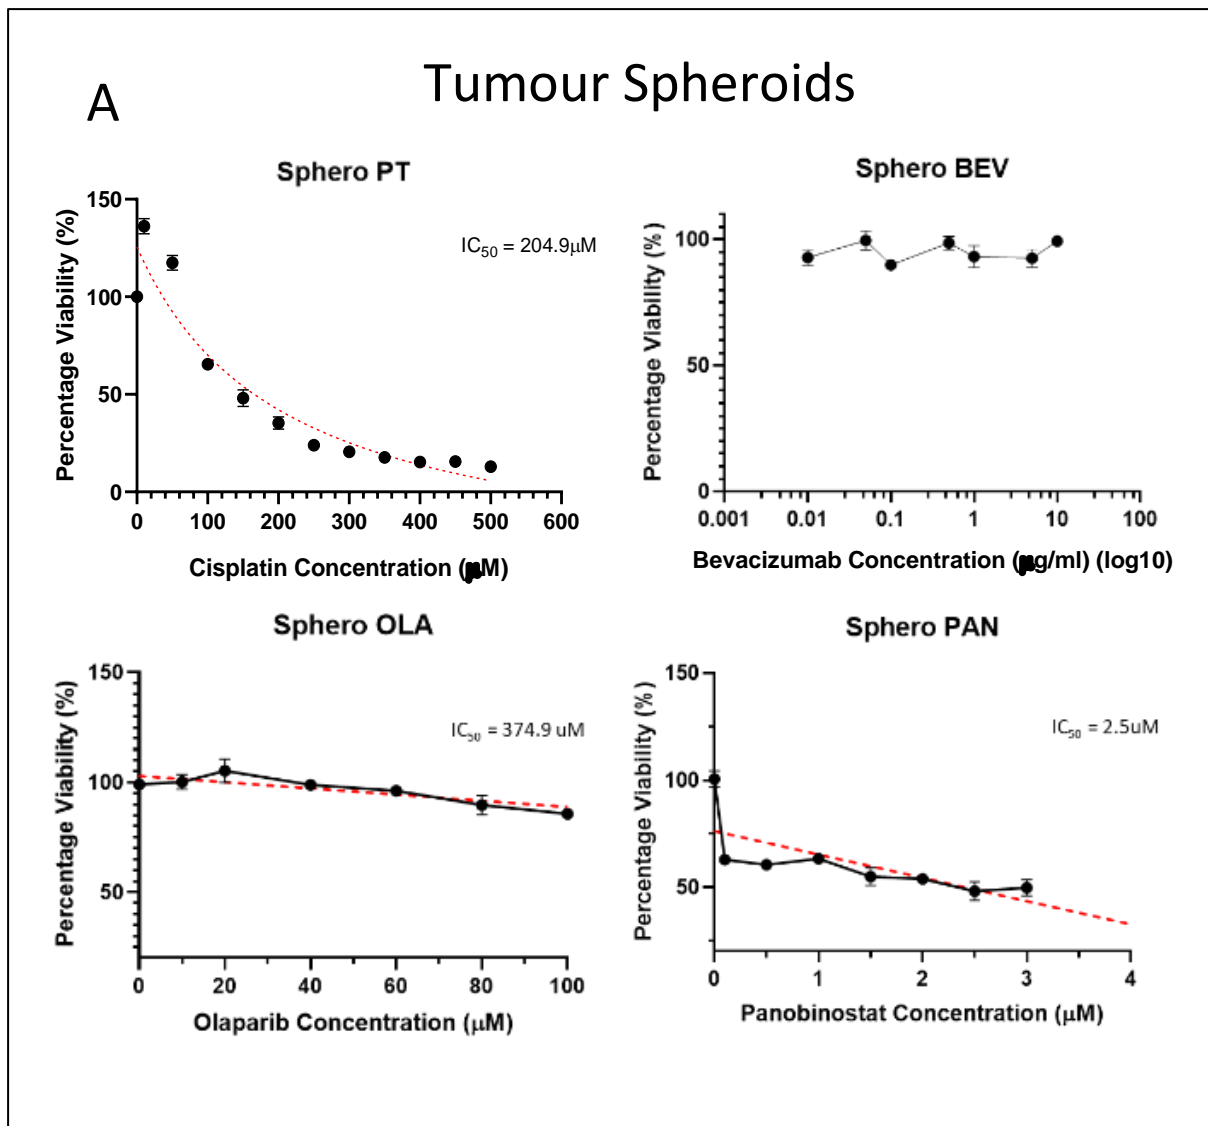 Tumour Spheroids
A
Sphero PT
IC50 = 204.9μM
Percentage Viability (%)
150
100
50
0
0 100 200 300 400 500 600
Cisplatin Concentration (μM)
Sphero BEV
Percentage Viability (%)
100
50
0
0.001 0.01 0.1 1 10 100
Bevacizumab Concentration (μg/ml) (log10)
Sphero OLA
IC50 = 374.9 uM
Percentage Viability (%)
150
100
50
0 20 40 60 80 100
Olaparib Concentration (μM)
Sphero PAN
IC50 = 2.5uM
Percentage Viability (%)
150
100
50
0 1 2 3 4
Panobinostat Concentration (μM)